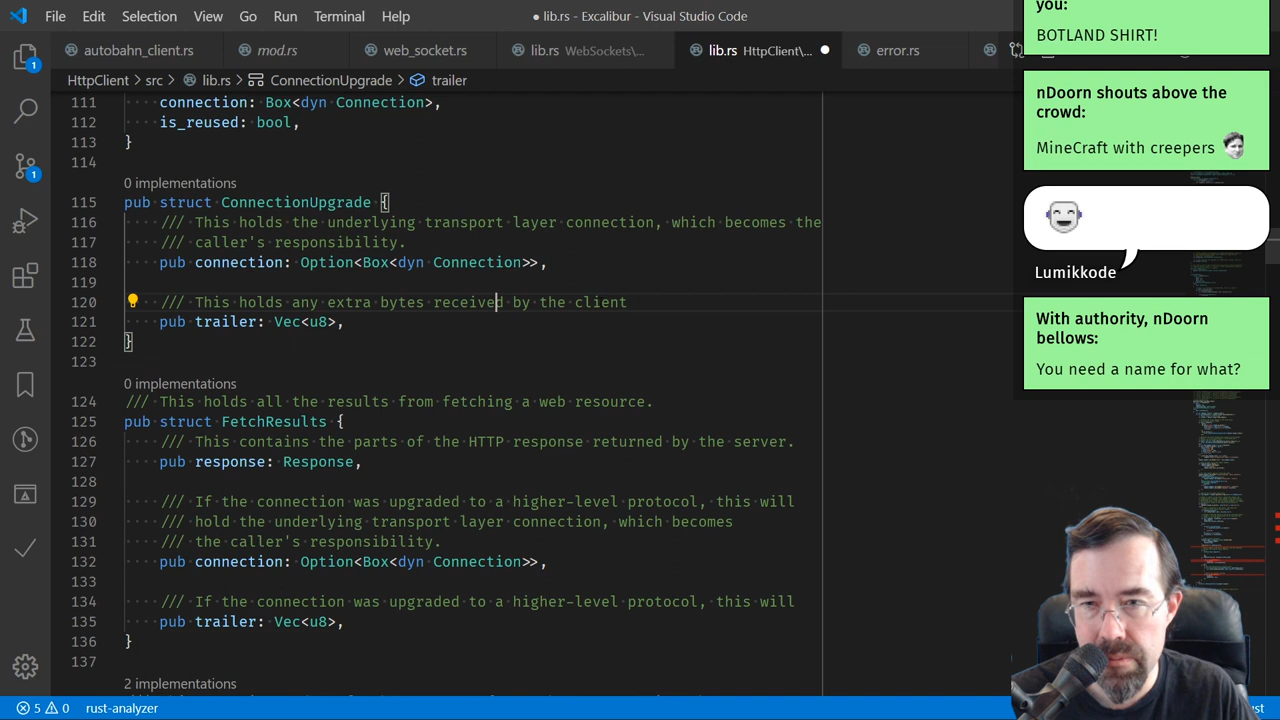 File Edit Selection View Go Run Terminal Help
● lib.rs - Excalibur - Visual Studio Code
autobahn_client.rs mod.rs web_socket.rs lib.rs WebSockets\... lib.rs HttpClient\... error.rs
HttpClient > src > lib.rs > ConnectionUpgrade > trailer
1
1
111 connection: Box<dyn Connection>,
112 is_reused: bool,
113 }
114
0 implementations
115 pub struct ConnectionUpgrade {
116 /// This holds the underlying transport layer connection, which becomes the
117 /// caller's responsibility.
118 pub connection: Option<Box<dyn Connection>>,
119
120 /// This holds any extra bytes received by the client
121 pub trailer: Vec<u8>,
122 }
123
0 implementations
124 /// This holds all the results from fetching a web resource.
125 pub struct FetchResults {
126 /// This contains the parts of the HTTP response returned by the server.
127 pub response: Response,
128
129 /// If the connection was upgraded to a higher-level protocol, this will
130 /// hold the underlying transport layer connection, which becomes
131 /// the caller's responsibility.
132 pub connection: Option<Box<dyn Connection>>,
133
134 /// If the connection was upgraded to a higher-level protocol, this will
135 pub trailer: Vec<u8>,
136 }
137
2 implementations
5 0 rust-analyzer
you:
BOTLAND SHIRT!
nDoorn shouts above the
crowd:
MineCraft with creepers
Lumikkode
With authority, nDoorn
bellows:
You need a name for what?